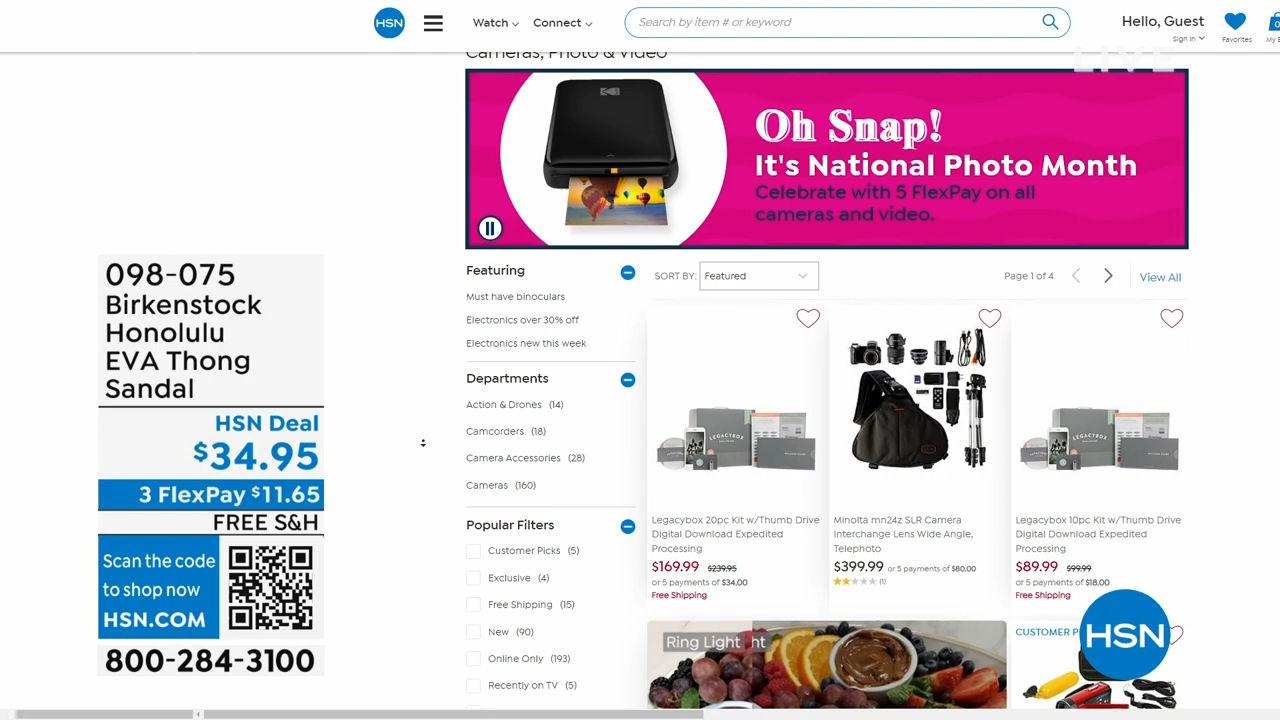 HSN
Watch
Connect
Search by item # or keyword
Hello, Guest
Sign In
Favorites
0
Cameras, Photo & Video
LIVE
Kodak
Oh Snap!
It's National Photo Month
Celebrate with 5 FlexPay on all
cameras and video.
098-075
Birkenstock
Honolulu
EVA Thong
Sandal
HSN Deal
$34.95
3 FlexPay $11.65
FREE S&H
Scan the code
to shop now
HSN.COM
800-284-3100
Featuring
Must have binoculars
Electronics over 30% off
Electronics new this week
Departments
Action & Drones (14)
Camcorders (18)
Camera Accessories (28)
Cameras (160)
Popular Filters
Customer Picks (5)
Exclusive (4)
Free Shipping (15)
New (90)
Online Only (193)
Recently on TV (5)
SORT BY: Featured
Page 1 of 4
View All
LEGACYBOX
Legacybox 20pc Kit w/Thumb Drive
Digital Download Expedited
Processing
$169.99 $239.95
or 5 payments of $34.00
Free Shipping
Minolta mn24z SLR Camera
Interchange Lens Wide Angle,
Telephoto
$399.99 or 5 payments of $80.00
(1)
LEGACYBOX
Legacybox 10pc Kit w/Thumb Drive
Digital Download Expedited
Processing
$89.99 $99.99
or 5 payments of $18.00
Free Shipping
Ring Light
CUSTOMER P
HSN